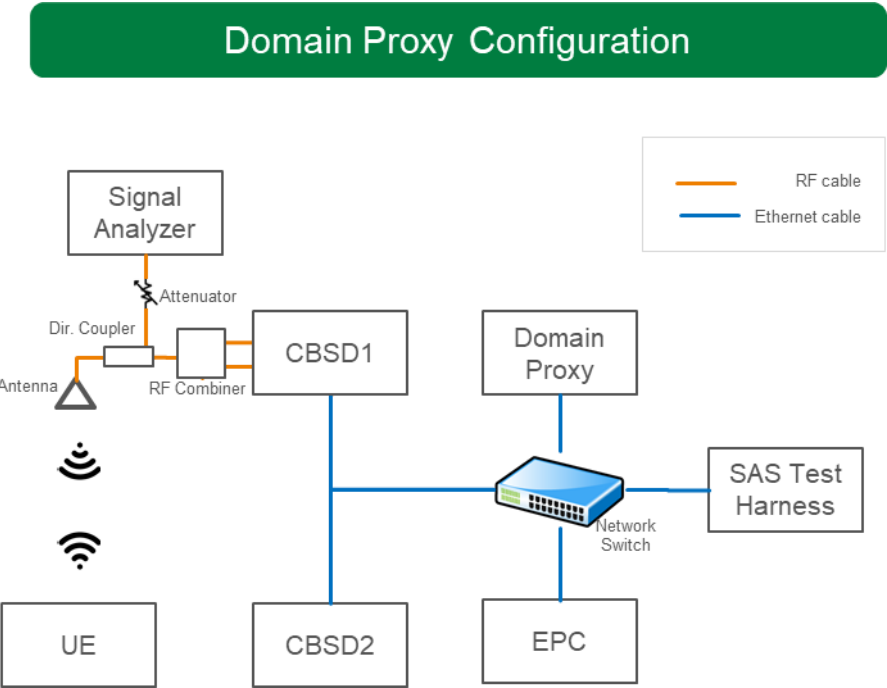 Domain Proxy Configuration
RF cable
Ethernet cable
Signal
Analyzer
Attenuator
Dir. Coupler
Antenna
RF Combiner
CBSD1
Domain
Proxy
SAS Test
Harness
Network
Switch
UE
CBSD2
EPC